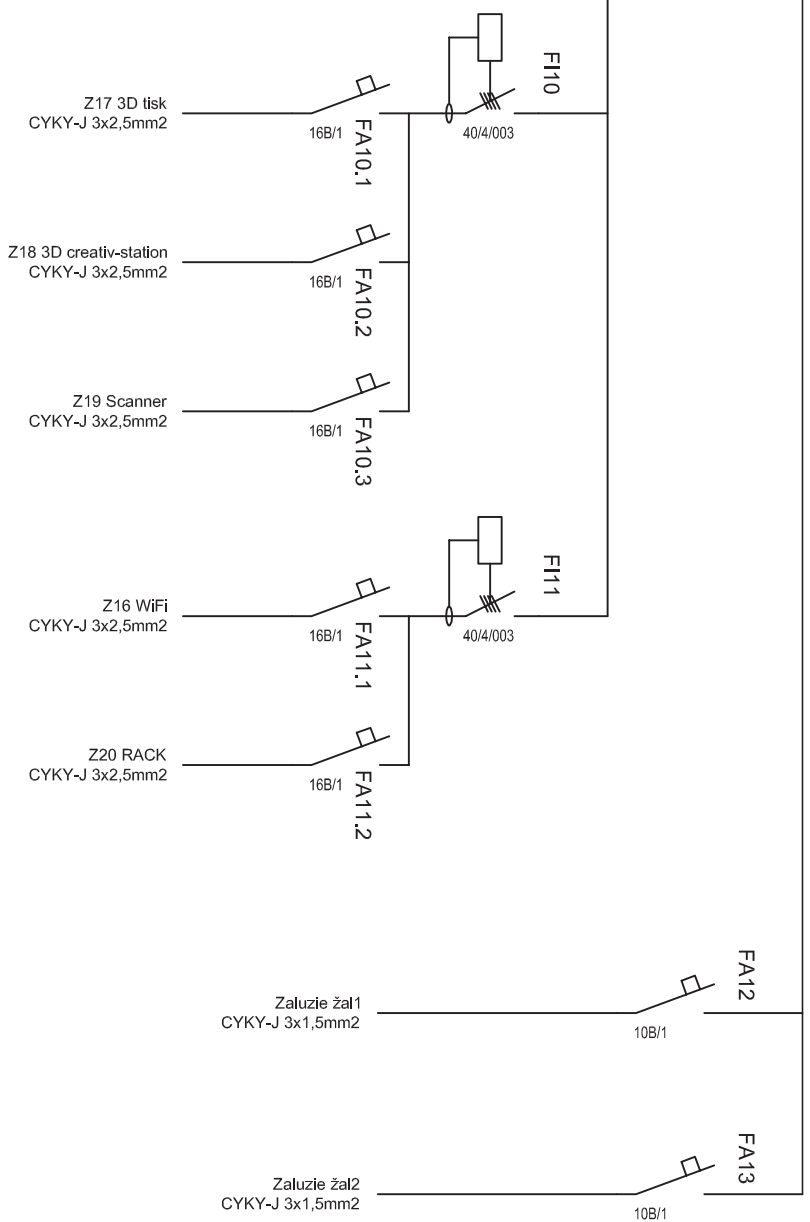 FI10
Z17 3D tisk
CYKY-J 3x2,5mm2
16B/1
FA10.1
40/4/003
Z18 3D creativ-station
CYKY-J 3x2,5mm2
16B/1
FA10.2
Z19 Scanner
CYKY-J 3x2,5mm2
16B/1
FA10.3
FI11
Z16 WiFi
CYKY-J 3x2,5mm2
16B/1
FA11.1
40/4/003
Z20 RACK
CYKY-J 3x2,5mm2
16B/1
FA11.2
FA12
Zaluzie žal1
CYKY-J 3x1,5mm2
10B/1
FA13
Zaluzie žal2
CYKY-J 3x1,5mm2
10B/1